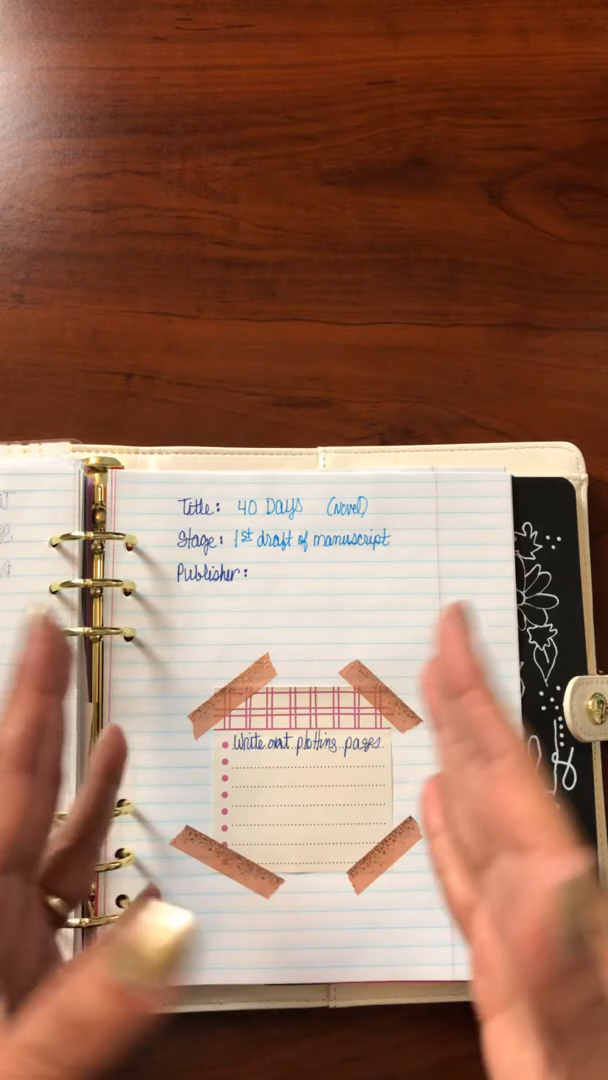 Title: 40 Days (Novel)
Stage: 1st draft of manuscript
Publisher:
Write out plotting pages.